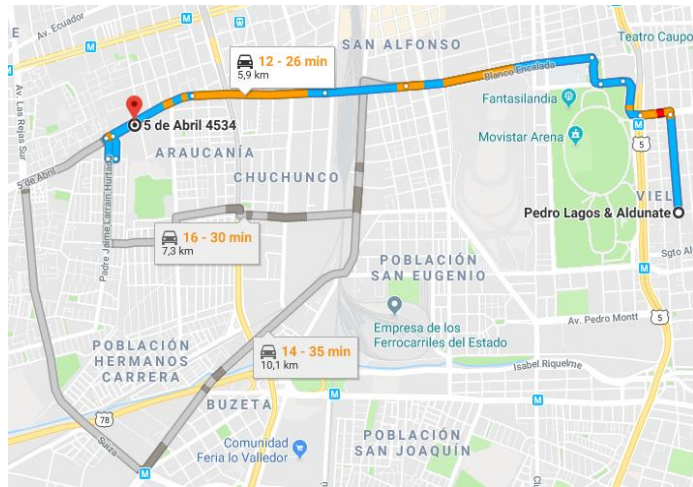 E
Av. Ecuador
M
Teatro Caupo
SAN ALFONSO
12 - 26 min
5,9 km
Av. Las Rejas Sur
M
Blanco Encalada
Fantasilandia
5 de Abril 4534
M
Movistar Arena
5
ARAUCANÍA
5 de Abril
CHUCHUNCO
Padre Jaime Larrain Hurtad
VIEL
Pedro Lagos & Aldunate
16 - 30 min
7,3 km
Sgto Al
POBLACIÓN
SAN EUGENIO
M
Empresa de los
Ferrocarriles del Estado
Av. Pedro Montt
5
POBLACIÓN
HERMANOS
CARRERA
14 - 35 min
10,1 km
Isabel Riquelme
M
M
BUZETA
78
Suiza
Comunidad
Feria lo Valledor
POBLACIÓN
SAN JOAQUÍN
M